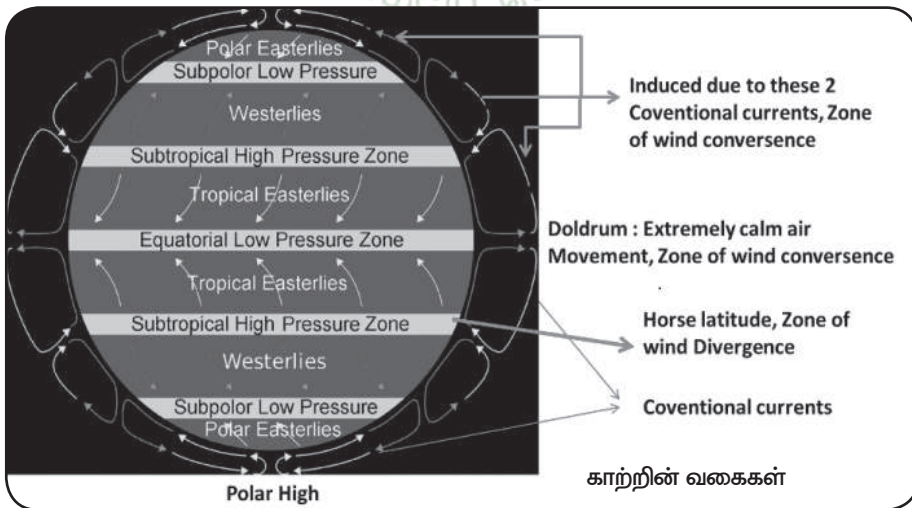 Polar Easterlies
Subpolor Low Pressure
Westerlies
Subtropical High Pressure Zone
Tropical Easterlies
Equatorial Low Pressure Zone
Tropical Easterlies
Subtropical High Pressure Zone
Westerlies
Subpolor Low Pressure
Polar Easterlies
Polar High
Induced due to these 2
Coventional currents, Zone
of wind conversence
Doldrum : Extremely calm air
Movement, Zone of wind conversence
Horse latitude, Zone of
wind Divergence
Coventional currents
காற்றின் வகைகள்